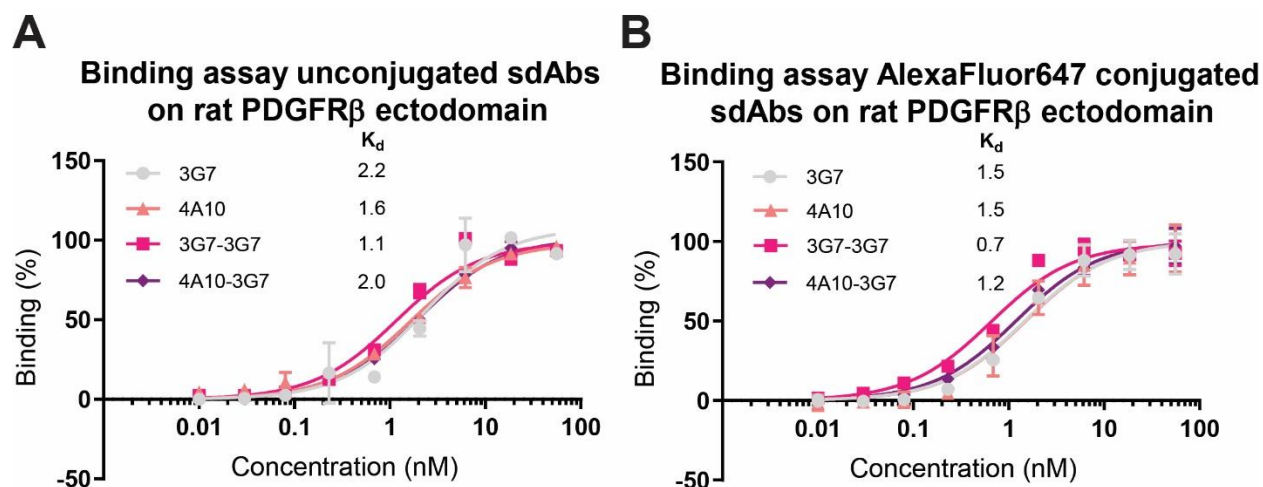 A
Binding assay unconjugated sdAbs
on rat PDGFRβ ectodomain
Kd
3G7 2.2
4A10 1.6
3G7-3G7 1.1
4A10-3G7 2.0
150
100
50
0
-50
Binding (%)
0.01 0.1 1 10 100
Concentration (nM)
B
Binding assay AlexaFluor647 conjugated
sdAbs on rat PDGFRβ ectodomain
Kd
3G7 1.5
4A10 1.5
3G7-3G7 0.7
4A10-3G7 1.2
150
100
50
0
-50
Binding (%)
0.01 0.1 1 10 100
Concentration (nM)